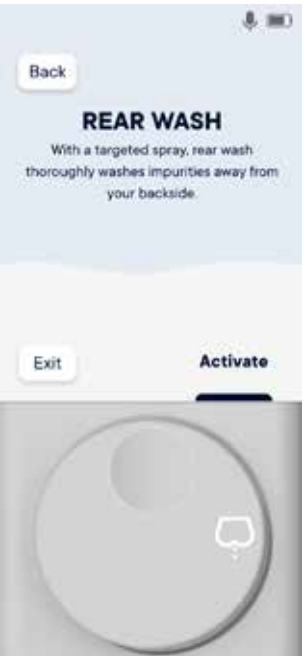 Back
REAR WASH
With a targeted spray, rear wash
thoroughly washes impurities away from
your backside.
Exit
Activate